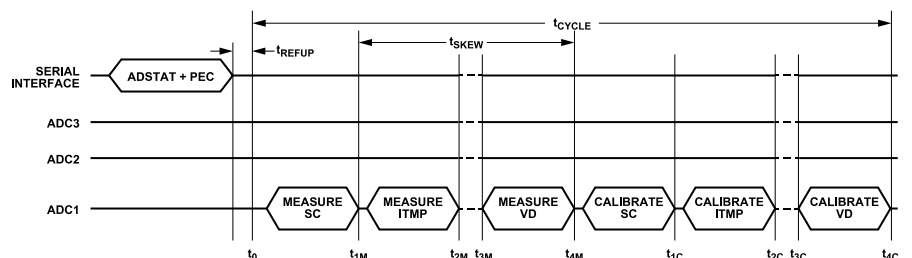 tCYCLE
tREFUP
tSKEW
SERIAL
INTERFACE
ADSTAT + PEC
ADC3
ADC2
ADC1
MEASURE
SC
MEASURE
ITMP
MEASURE
VD
CALIBRATE
SC
CALIBRATE
ITMP
CALIBRATE
VD
t0 t1M t2M t3M t4M t1C t2C t3C t4C